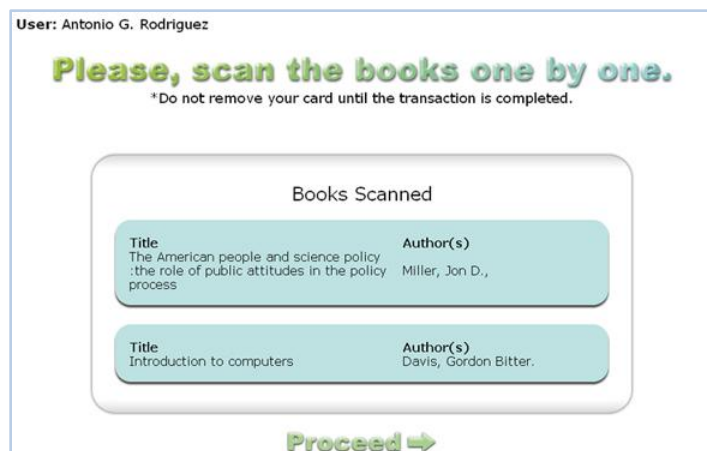 User: Antonio G. Rodriguez
Please, scan the books one by one.
*Do not remove your card until the transaction is completed.
Books Scanned
Title
The American people and science policy
:the role of public attitudes in the policy
process
Author(s)
Miller, Jon D.,
Title
Introduction to computers
Author(s)
Davis, Gordon Bitter.
Proceed